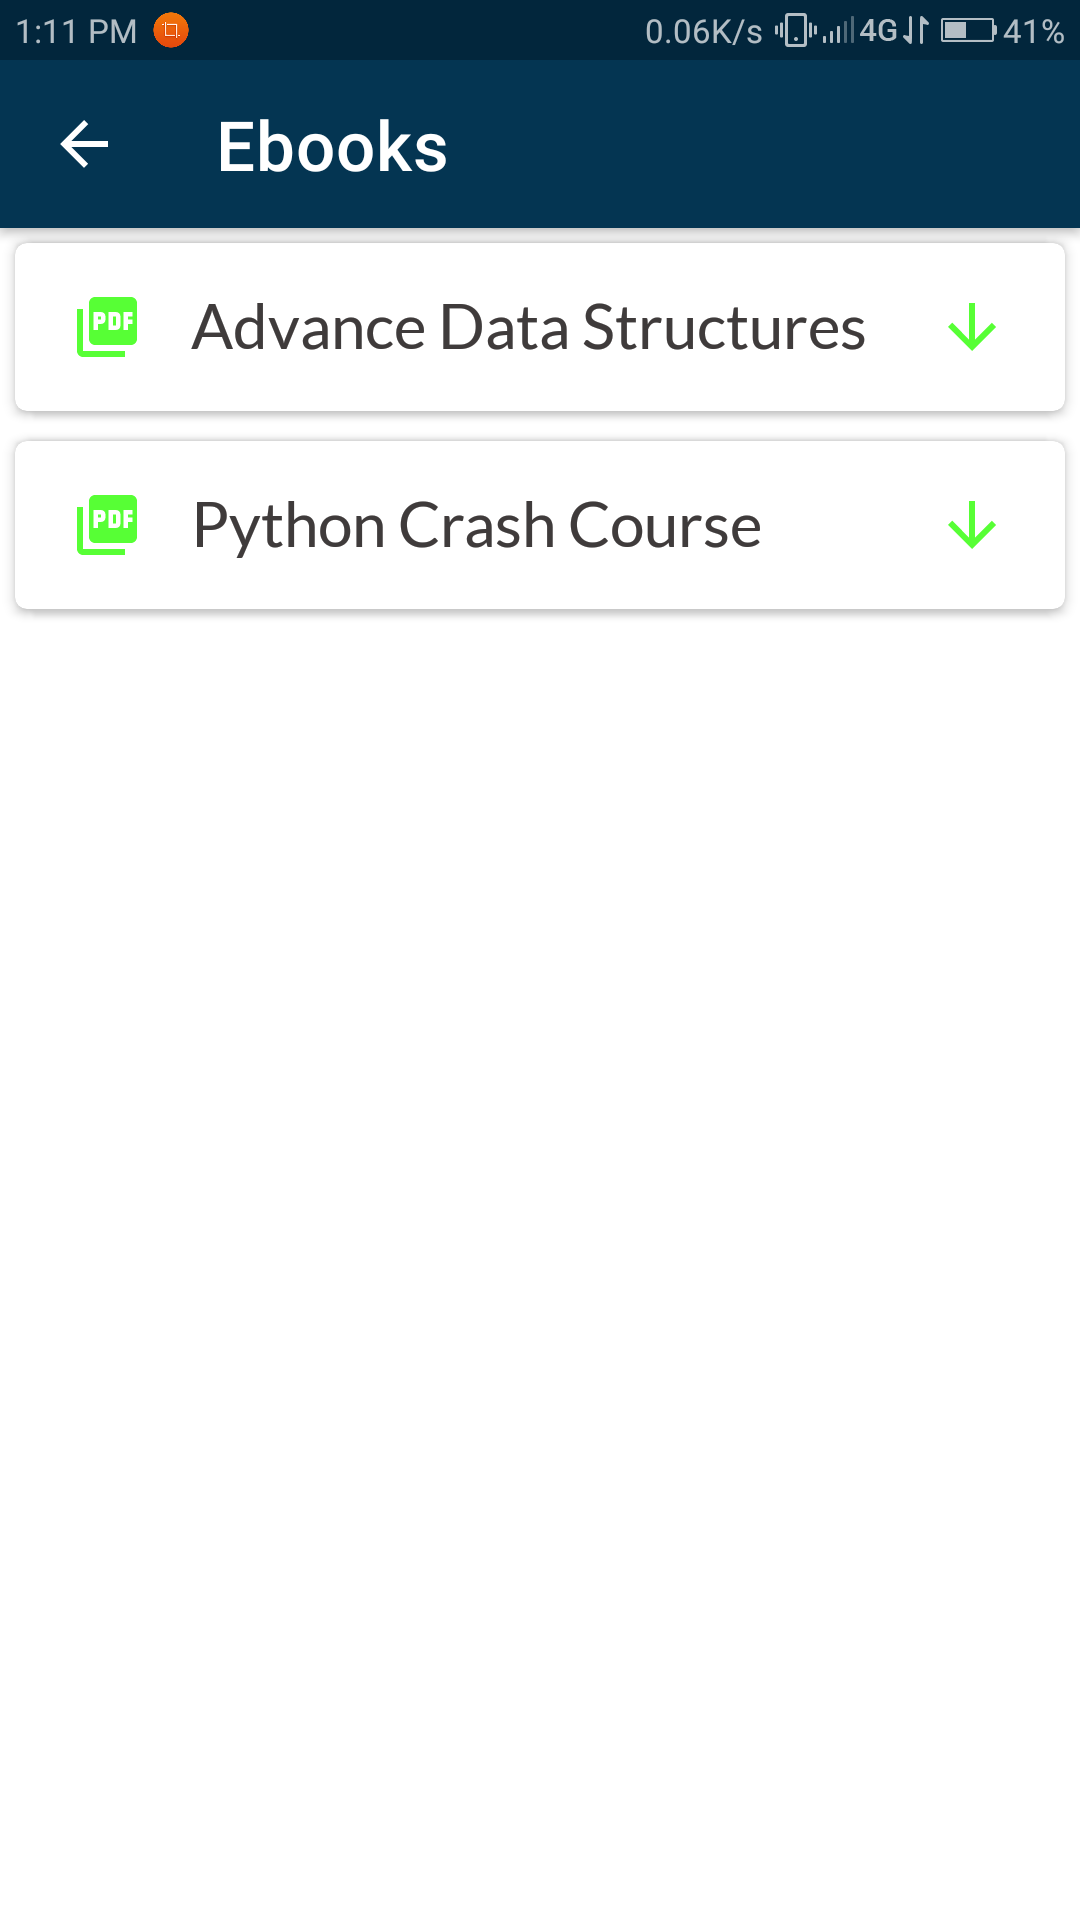 1:11 PM 0.06K/s 4G 41%
Ebooks
PDF Advance Data Structures
PDF Python Crash Course